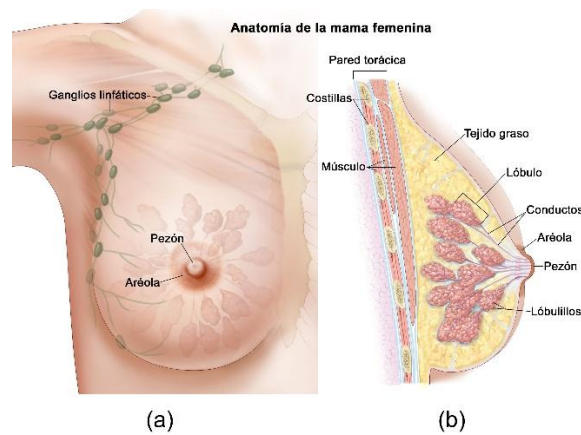 Anatomía de la mama femenina
Ganglios linfáticos
Pezón
Aréola
(a)
Pared torácica
Costillas
Músculo
Tejido graso
Lóbulo
Conductos
Aréola
Pezón
Lóbulillos
(b)